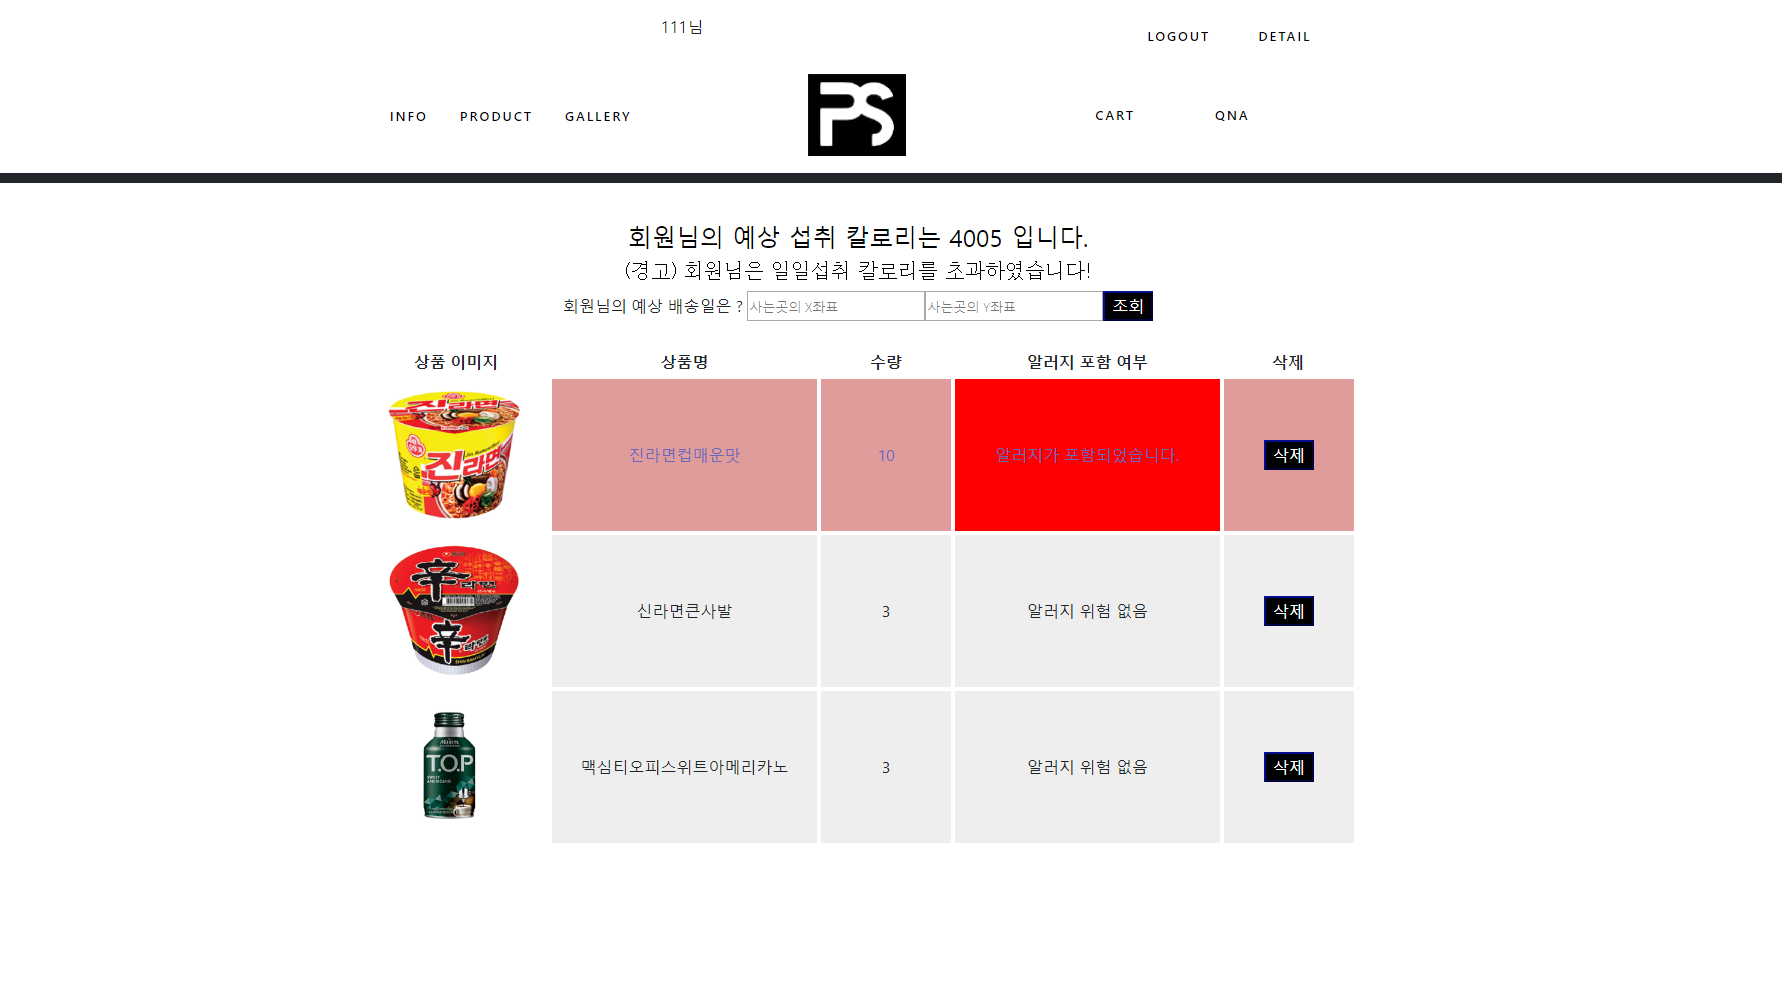 111님
LOGOUT DETAIL
INFO PRODUCT GALLERY PS CART QNA
회원님의 예상 섭취 칼로리는 4005 입니다.
(경고) 회원님은 일일섭취 칼로리를 초과하였습니다!
회원님의 예상 배송일은 ? 사는곳의 X좌표 사는곳의 Y좌표 조회
상품 이미지 상품명 수량 알러지 포함 여부 삭제
진라면
진라면컵매운맛 10 알러지가 포함되었습니다. 삭제
辛라면
辛라면
신라면큰사발 3 알러지 위험 없음 삭제
T.O.P
맥심티오피스위트아메리카노 3 알러지 위험 없음 삭제